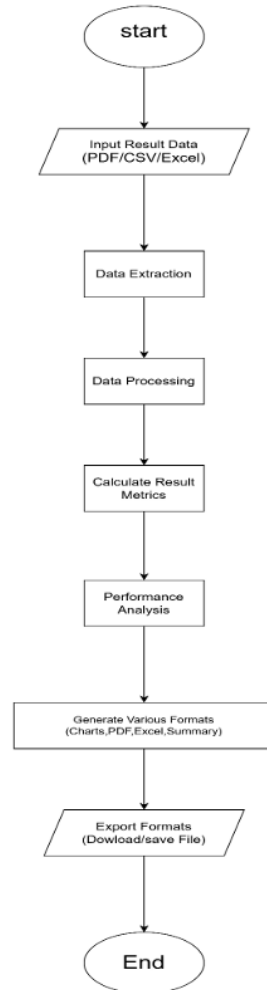 start
Input Result Data
(PDF/CSV/Excel)
Data Extraction
Data Processing
Calculate Result
Metrics
Performance
Analysis
Generate Various Formats
(Charts,PDF,Excel,Summary)
Export Formats
(Dowload/save File)
End